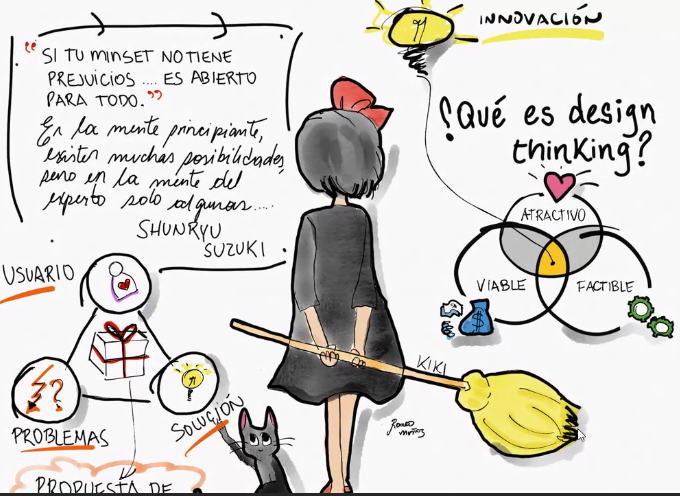 "SI TU MINSET NO TIENE
PREJUICIOS .... ES ABIERTO
PARA TODO."
En la mente principiante,
existen muchas posibilidades,
pero en la mente del
experto solo algunas....
SHUNRYU
SUZUKI
INNOVACIÓN
¿Qué es design
thinking?
ATRACTIVO
VIABLE
FACTIBLE
$
USUARIO
?
PROBLEMAS
SOLUCIÓN
PROPUESTA DE
KIKI